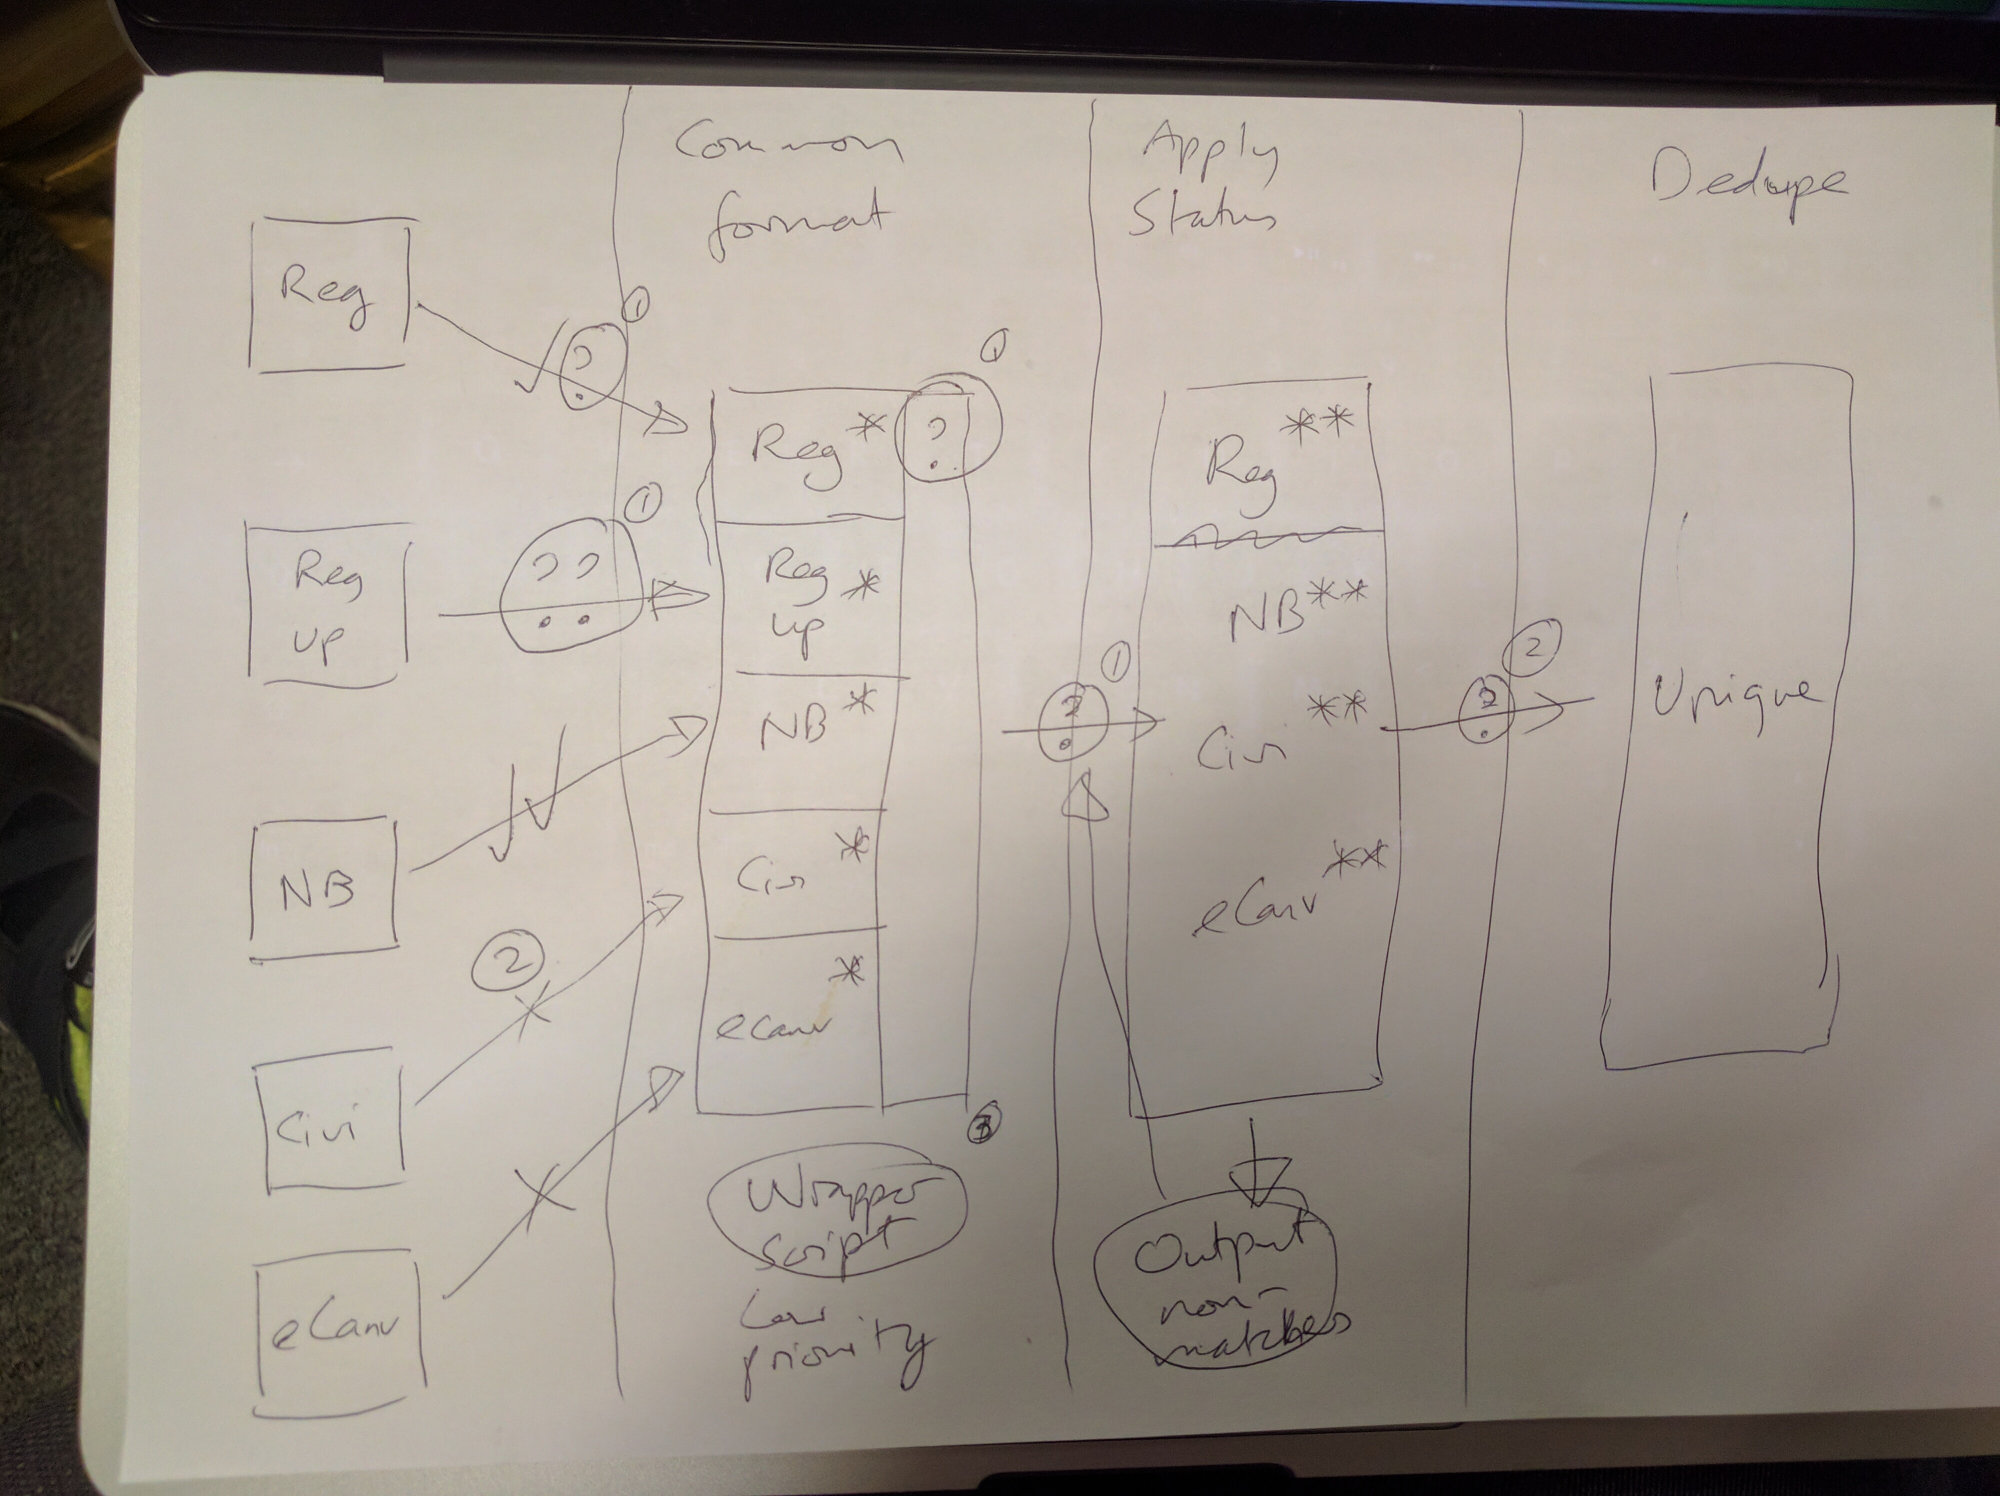 Common
format
Apply
Status
Dedupe
Reg
?
①
Reg
up
? ?
①
NB
②
Civi
eCanv
Reg*
?
①
Reg
up
*
NB*
Civi
*
eCanv
*
Wrapper
script
Low
priority
?
①
Reg**
NB**
Civi
**
eCanv**
Output
non-
matches
?
②
Unique